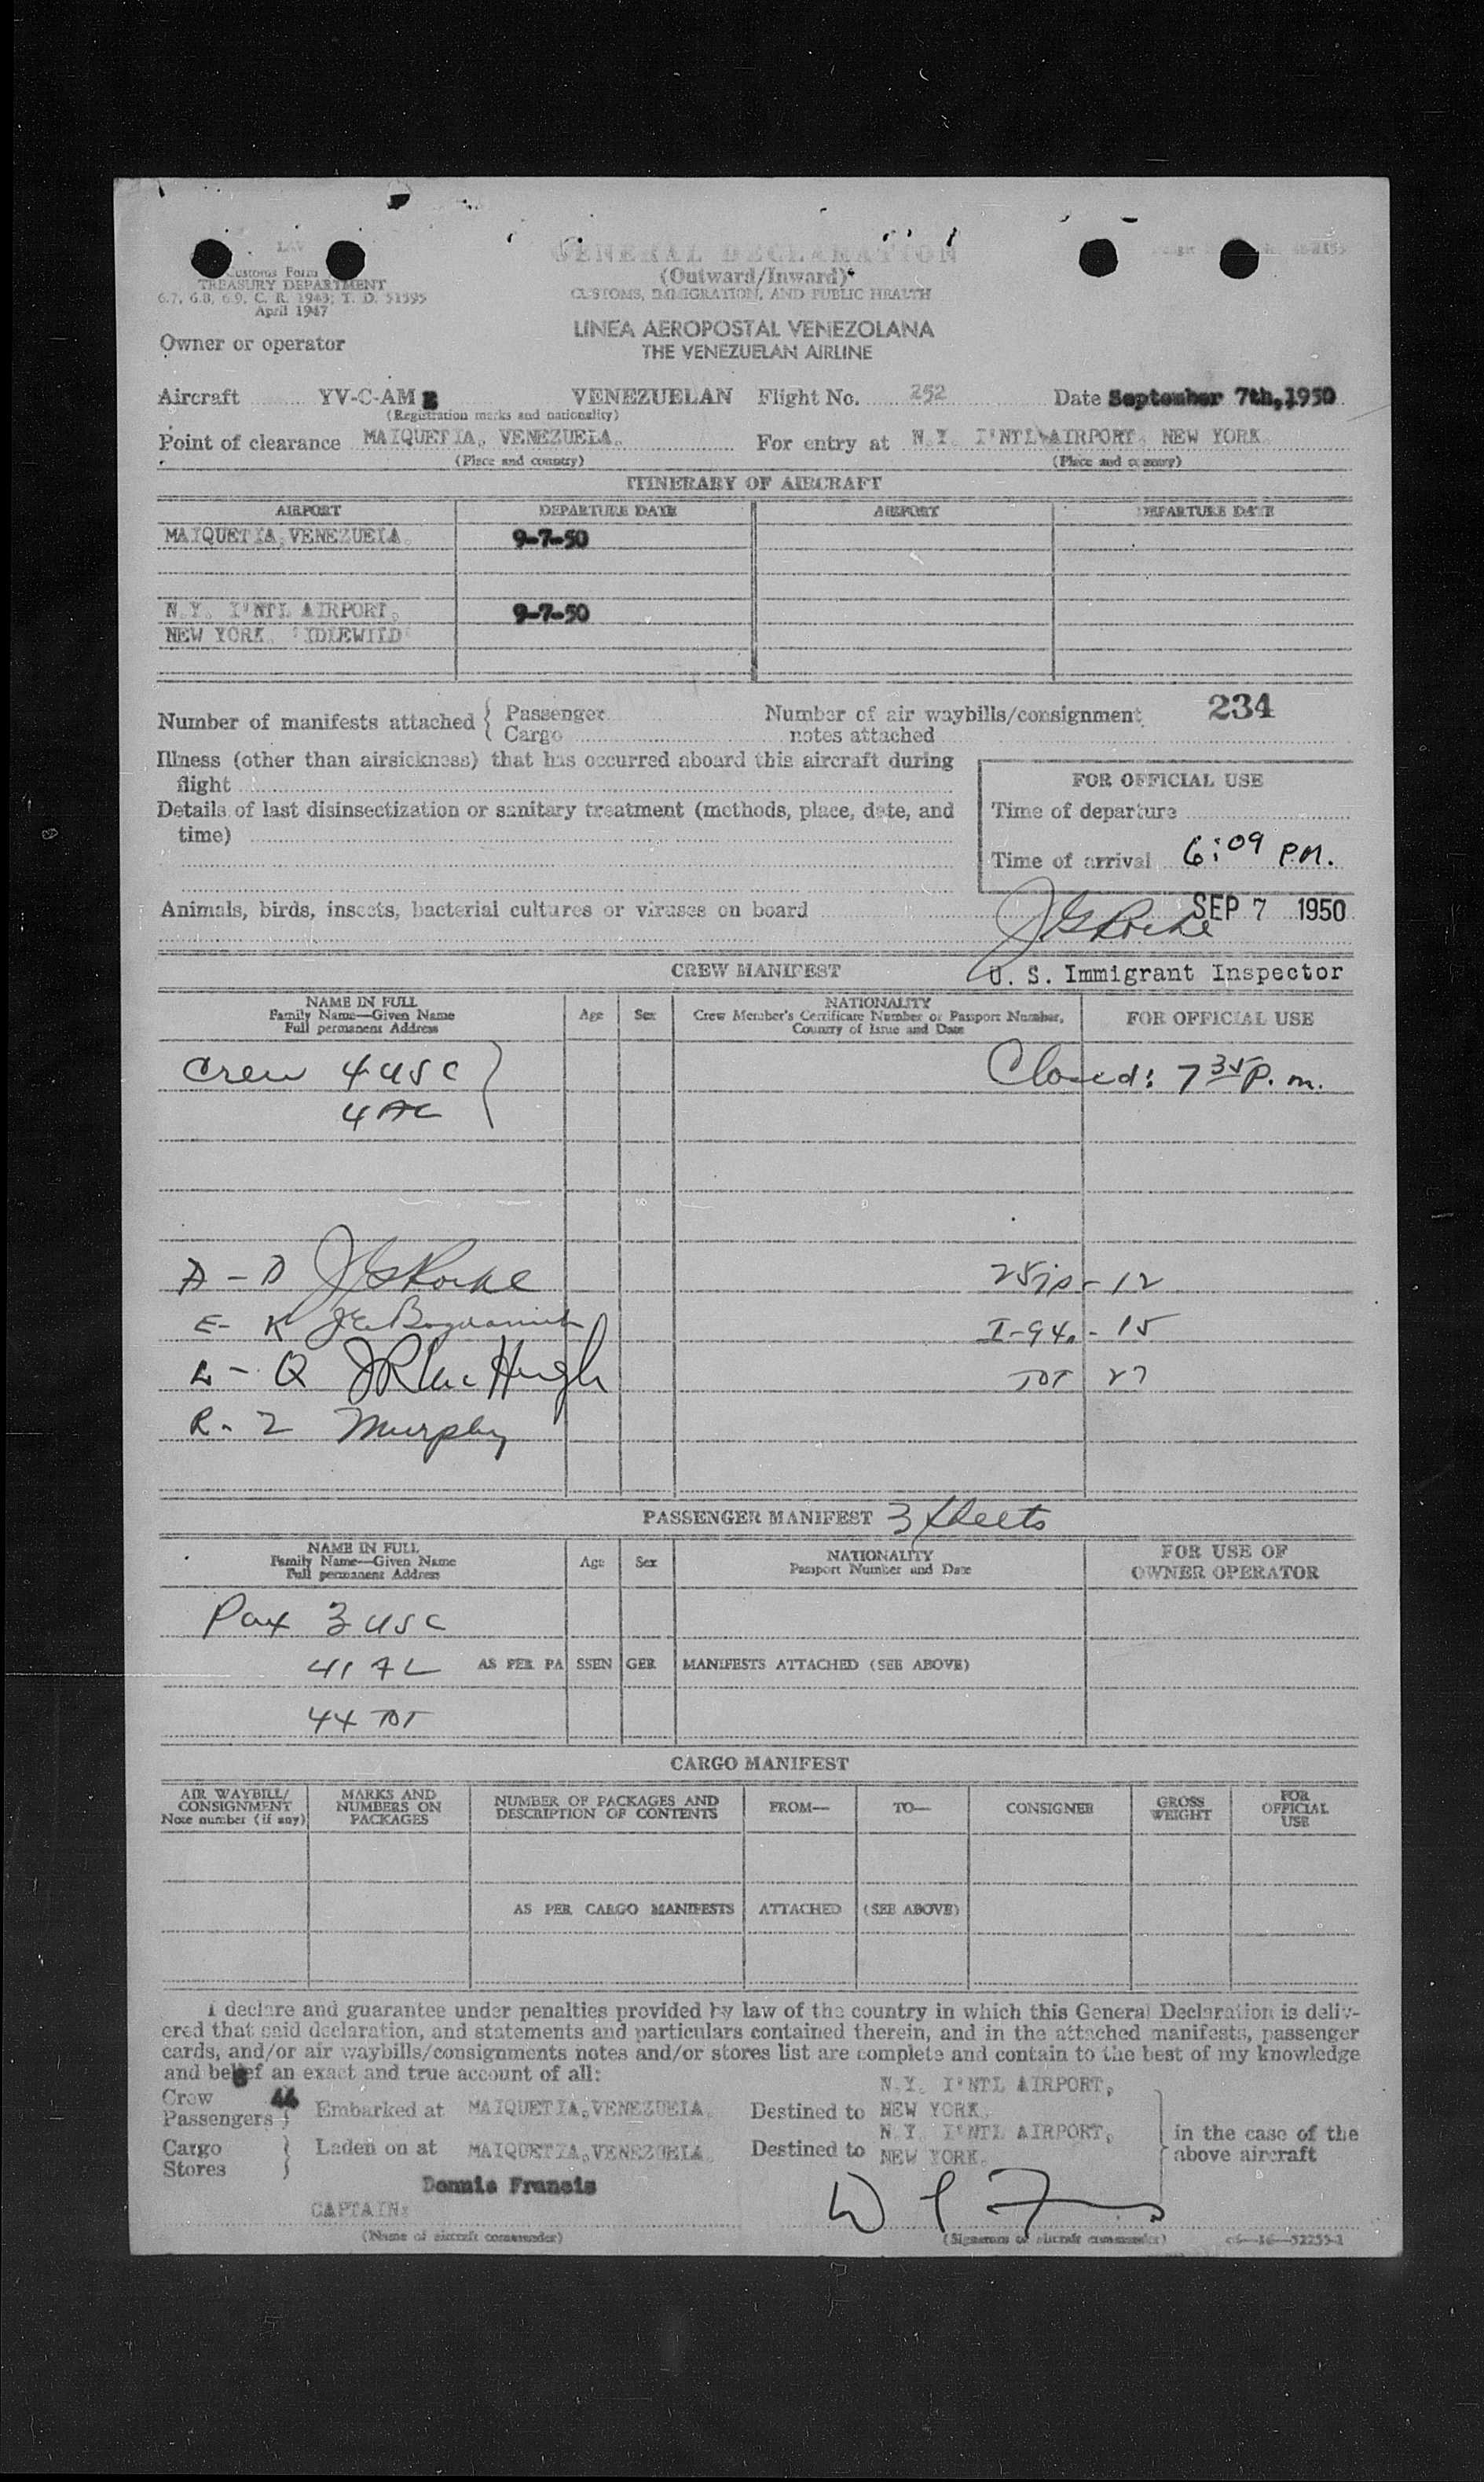 LAV
Customs Form
TREASURY DEPARTMENT
6.7, 6.8, 6.9, C. R. 1943; T. D. 51595
April 1947
GENERAL DECLARATION
(Outward/Inward)
CUSTOMS, IMMIGRATION, AND PUBLIC HEALTH
LINEA AEROPOSTAL VENEZOLANA
THE VENEZUELAN AIRLINE
Owner or operator
Aircraft YV-C-AM VENEZUELAN Flight No. 252 Date September 7th, 1950
(Registration marks and nationality)
Point of clearance MAIQUETIA, VENEZUELA. For entry at N.Y. I'NTL AIRPORT, NEW YORK.
(Place and country) (Place and country)
ITINERARY OF AIRCRAFT
AIRPORT DEPARTURE DATE AIRPORT DEPARTURE DATE
MAIQUETIA, VENEZUELA. 9-7-50
N.Y. I'NTL AIRPORT, 9-7-50
NEW YORK. 'IDLEWILD'
234
Number of manifests attached { Passenger Number of air waybills/consignment
Cargo notes attached
Illness (other than airsickness) that has occurred aboard this aircraft during
flight
FOR OFFICIAL USE
Details of last disinsectization or sanitary treatment (methods, place, date, and
time)
Time of departure
Time of arrival 6:09 P.M.
Animals, birds, insects, bacterial cultures or viruses on board
SEP 7 1950
CREW MANIFEST
U. S. Immigrant Inspector
NAME IN FULL Age Sex NATIONALITY FOR OFFICIAL USE
Family Name—Given Name Crew Member's Certificate Number or Passport Number,
Full permanent Address Country of Issue and Date
Crew 4 USC Closed: 7 35 P. m.
4 AL
A - D
E - K
I-94 - 15
L - Q
TOT 27
R - Z Murphy
PASSENGER MANIFEST 3 sheets
NAME IN FULL Age Sex NATIONALITY FOR USE OF
Family Name—Given Name Passport Number and Date OWNER OPERATOR
Full permanent Address
Pax 3 USC
41 AL AS PER PASSENGER MANIFESTS ATTACHED (SEE ABOVE)
44 TOT
CARGO MANIFEST
AIR WAYBILL/ MARKS AND NUMBER OF PACKAGES AND FROM— TO— CONSIGNEE GROSS FOR
CONSIGNMENT NUMBERS ON DESCRIPTION OF CONTENTS WEIGHT OFFICIAL
Note number (if any) PACKAGES USE
AS PER CARGO MANIFESTS ATTACHED (SEE ABOVE)
I declare and guarantee under penalties provided by law of the country in which this General Declaration is deliv-
ered that said declaration, and statements and particulars contained therein, and in the attached manifests, passenger
cards, and/or air waybills/consignments notes and/or stores list are complete and contain to the best of my knowledge
and belief an exact and true account of all:
N.Y. I'NTL AIRPORT,
Crew
Passengers } 44 Embarked at MAIQUETIA, VENEZUELA. Destined to NEW YORK.
N.Y. I'NTL AIRPORT, in the case of the
Cargo
Stores } Laden on at MAIQUETIA, VENEZUELA. Destined to NEW YORK. above aircraft
Dennis Francis
CAPTAIN:
(Name of aircraft commander) (Signature of aircraft commander)